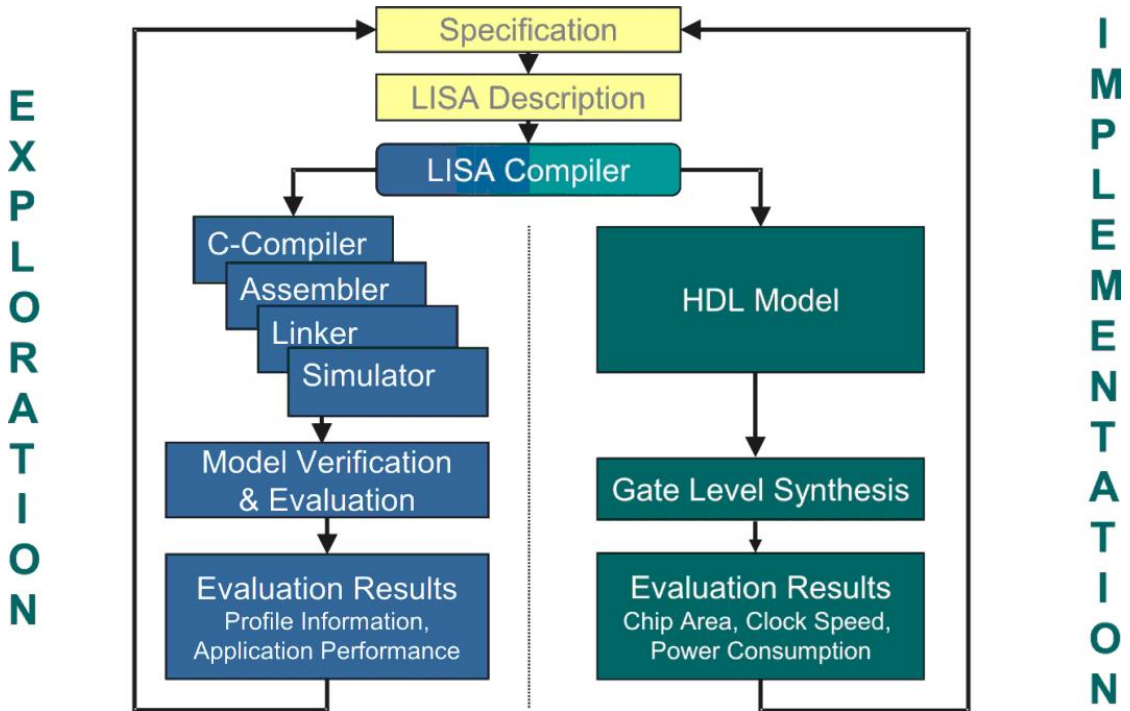 Specification
LISA Description
LISA Compiler
EXPLORATION
C-Compiler
Assembler
Linker
Simulator
Model Verification
& Evaluation
Evaluation Results
Profile Information,
Application Performance
HDL Model
Gate Level Synthesis
Evaluation Results
Chip Area, Clock Speed,
Power Consumption
IMPLEMENTATION